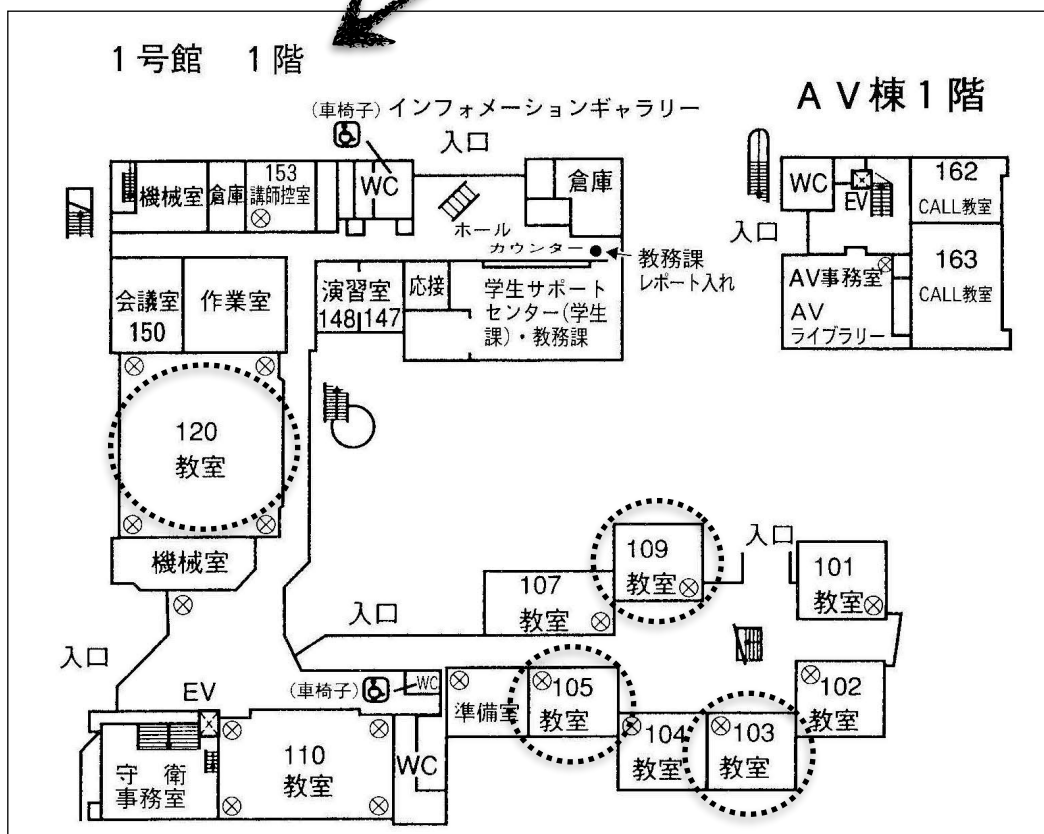 1号館 1階
AV棟1階
(車椅子)インフォメーションギャラリー
入口
機械室
倉庫
153
講師控室
WC
倉庫
ホール
カウンター
教務課
レポート入れ
会議室
150
作業室
演習室
148 147
応接
学生サポート
センター(学生
課)・教務課
WC
EV
162
CALL教室
入口
163
CALL教室
AV事務室
AV
ライブラリー
120
教室
機械室
109
教室
入口
101
教室
107
教室
入口
入口
EV
(車椅子)
WC
準備室
105
教室
102
教室
104
教室
103
教室
110
教室
WC
守衛
事務室